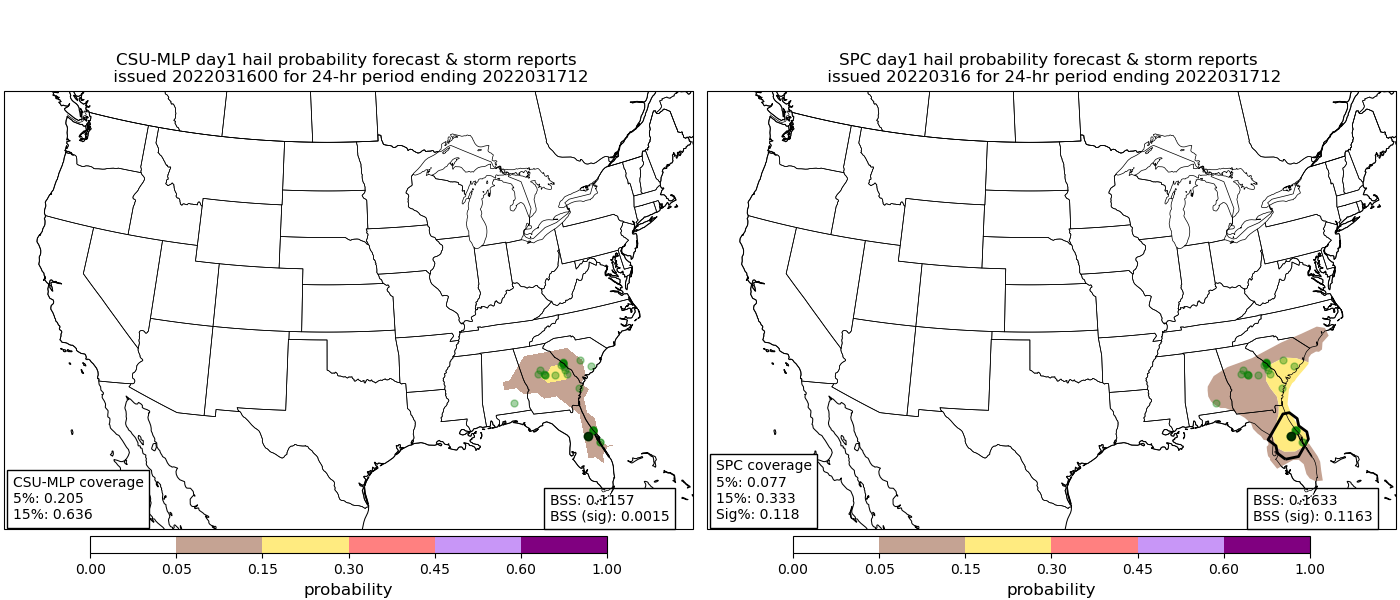 CSU-MLP day1 hail probability forecast & storm reports
issued 2022031600 for 24-hr period ending 2022031712
CSU-MLP coverage
5%: 0.205
15%: 0.636
BSS: 0.1157
BSS (sig): 0.0015
0.00 0.05 0.15 0.30 0.45 0.60 1.00
probability
SPC day1 hail probability forecast & storm reports
issued 20220316 for 24-hr period ending 2022031712
SPC coverage
5%: 0.077
15%: 0.333
Sig%: 0.118
BSS: 0.1633
BSS (sig): 0.1163
0.00 0.05 0.15 0.30 0.45 0.60 1.00
probability